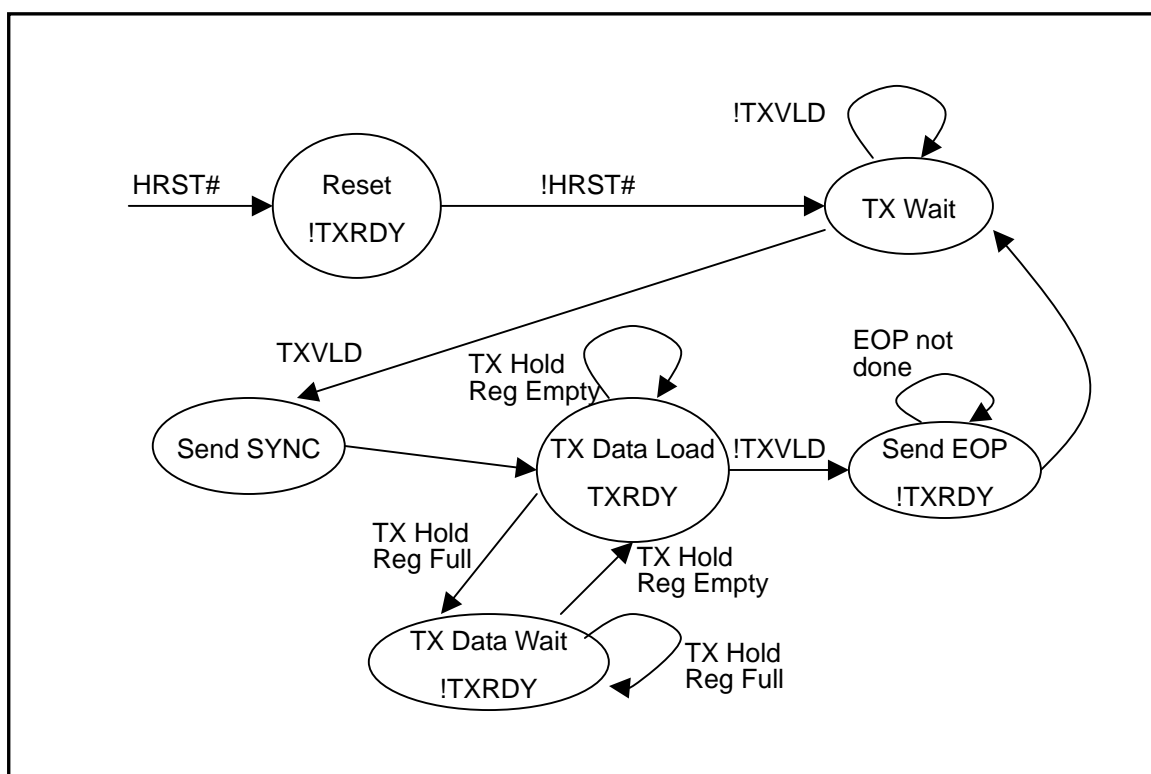 !TXVLD
HRST#
Reset
!TXRDY
!HRST#
TX Wait
TXVLD
TX Hold
Reg Empty
EOP not
done
Send SYNC
TX Data Load
TXRDY
!TXVLD
Send EOP
!TXRDY
TX Hold
Reg Full
TX Hold
Reg Empty
TX Data Wait
!TXRDY
TX Hold
Reg Full